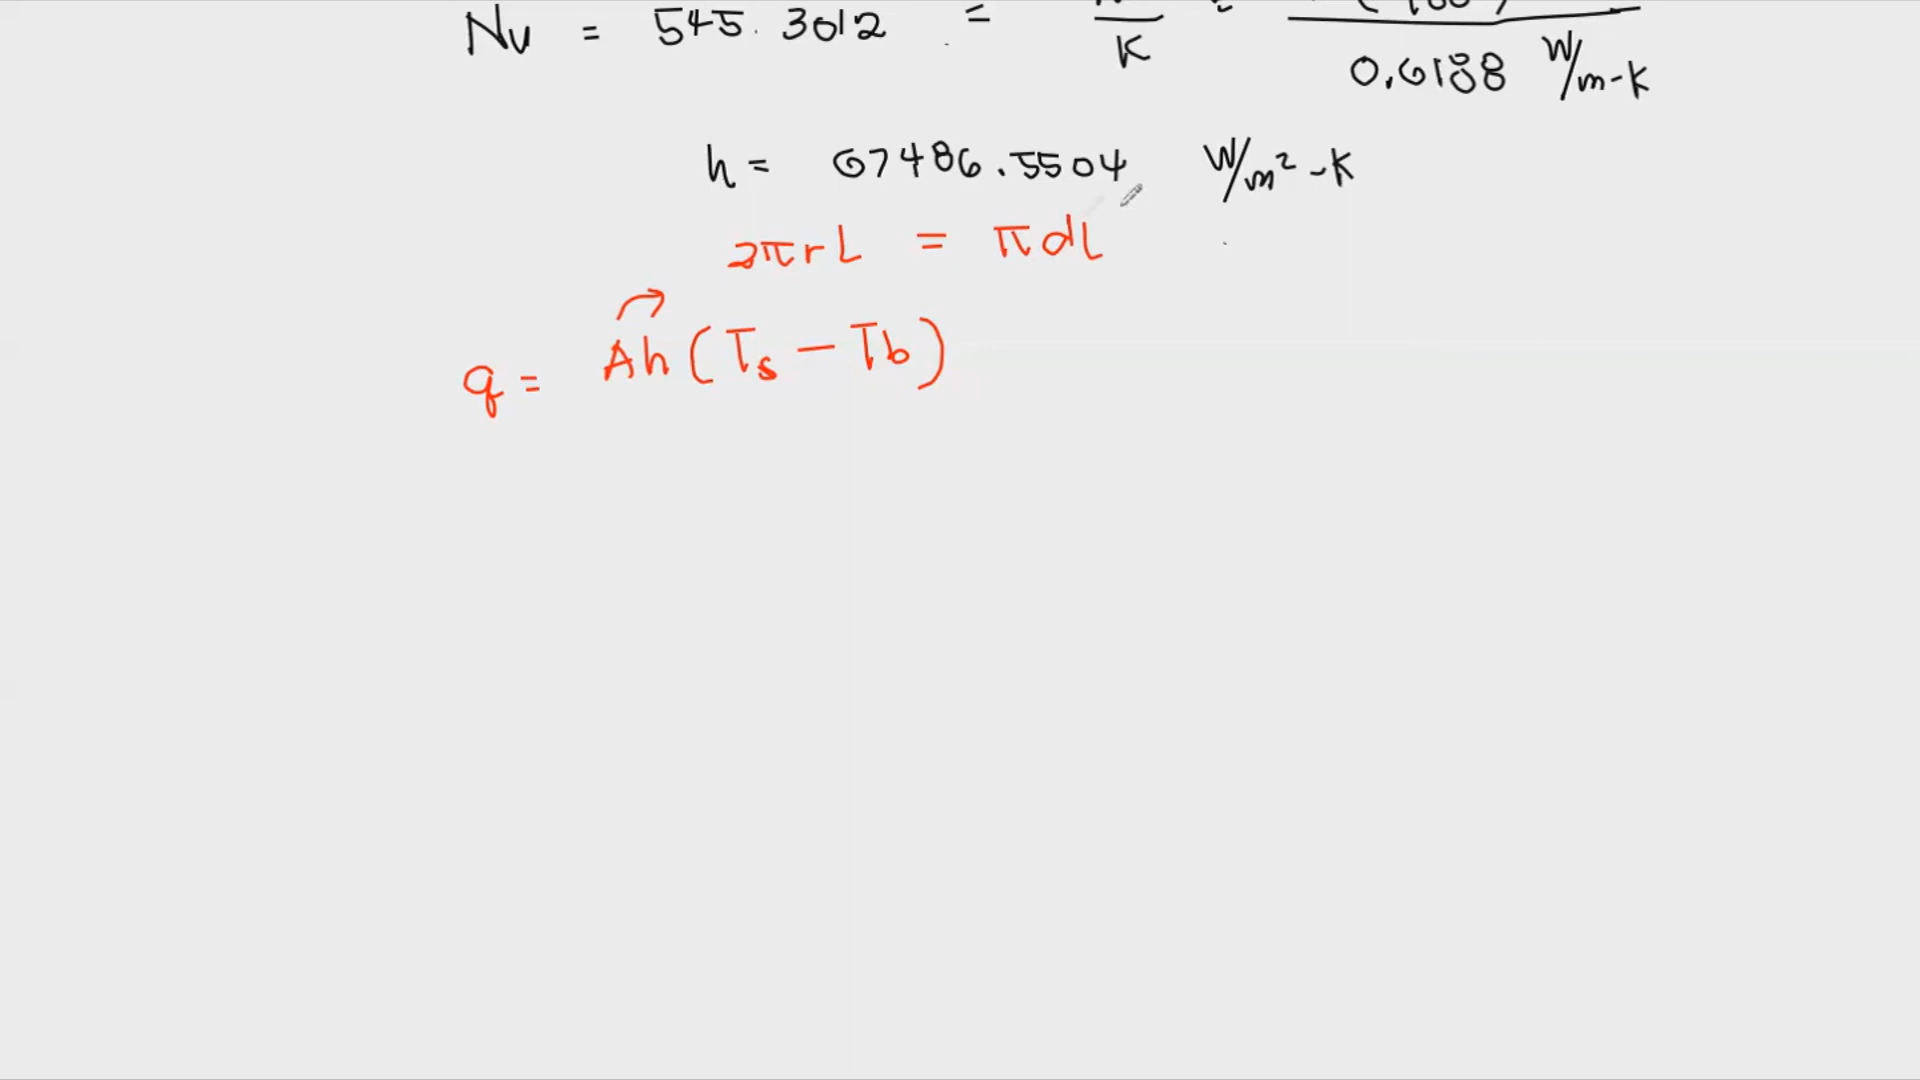 Nu = 545.3012 =
K
0.6188 W/m-K
h = 67486.5504 W/m²-K
2πrL = πdL
q = Ah(Ts - Tb)